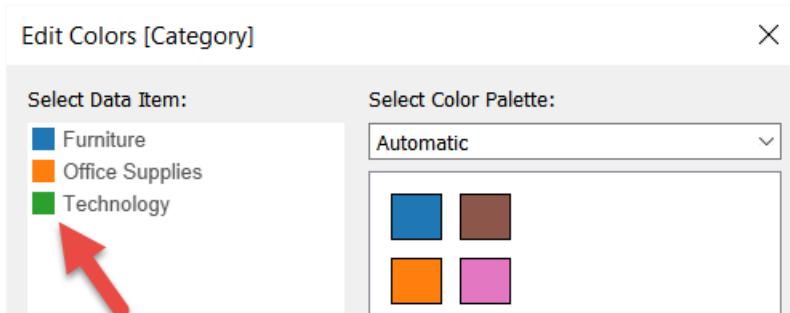 Edit Colors [Category]
Select Data Item:
Furniture
Office Supplies
Technology
Select Color Palette:
Automatic